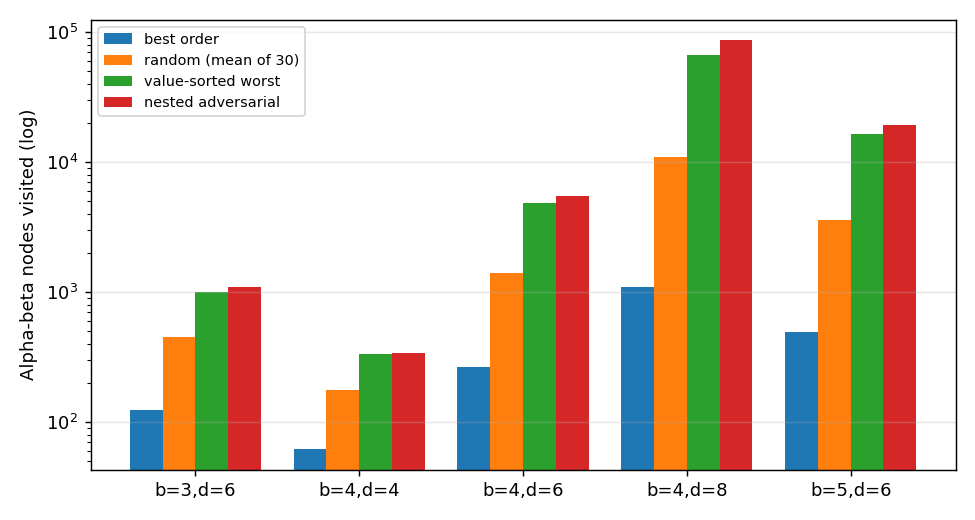 Alpha-beta nodes visited (log)
10^5
10^4
10^3
10^2
best order
random (mean of 30)
value-sorted worst
nested adversarial
b=3,d=6
b=4,d=4
b=4,d=6
b=4,d=8
b=5,d=6